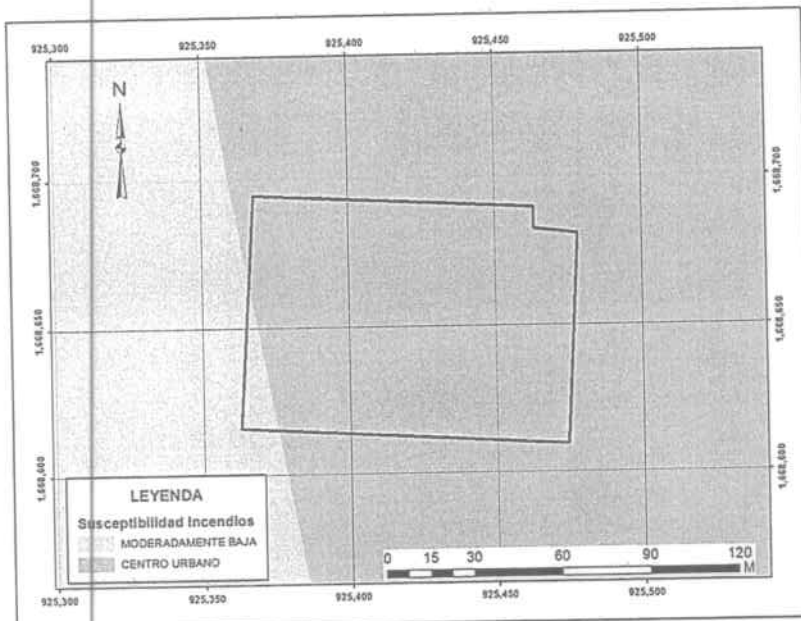 925,300 925,350 925,400 925,450 925,500
N
1,668,700 1,668,700
1,668,650 1,668,650
1,668,600 1,668,600
LEYENDA
Susceptibilidad Incendios
MODERADAMENTE BAJA
CENTRO URBANO
0 15 30 60 90 120
M
925,300 925,350 925,400 925,450 925,500